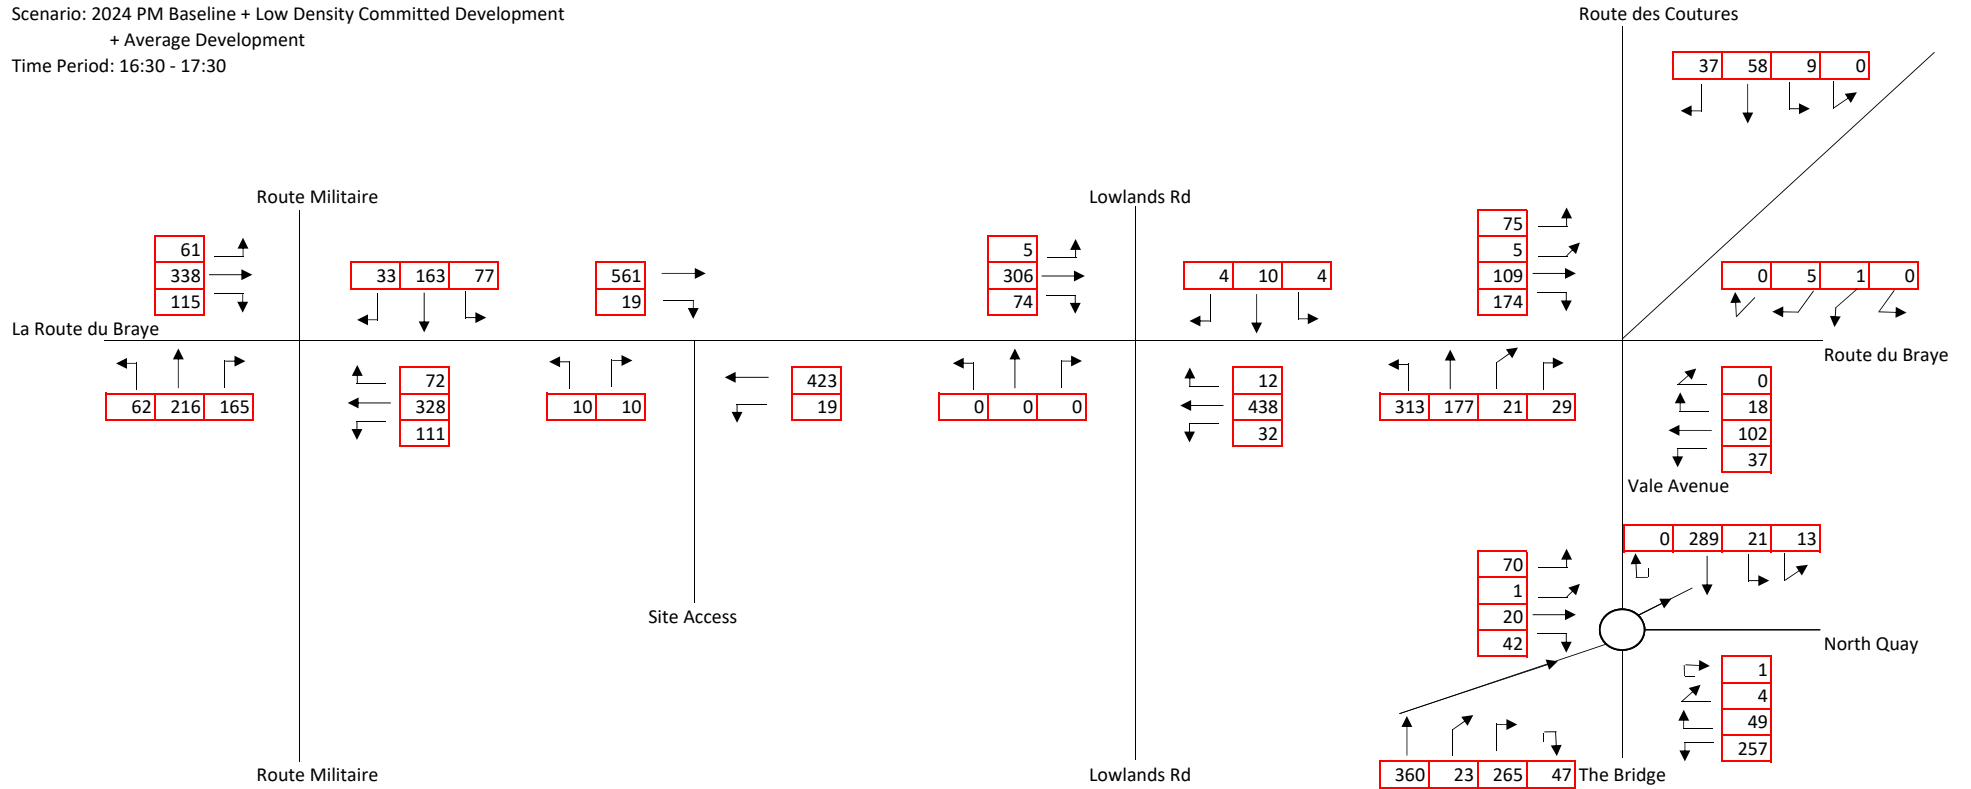 Scenario: 2024 PM Baseline + Low Density Committed Development
+ Average Development
Time Period: 16:30 - 17:30
Route des Coutures
37 58 9 0
Route Militaire
Lowlands Rd
61
338
115
33 163 77
561
19
5
306
74
4 10 4
75
5
109
174
0 5 1 0
La Route du Braye
Route du Braye
62 216 165
72
328
111
10 10
423
19
0 0 0
12
438
32
313 177 21 29
0
18
102
37
Vale Avenue
0 289 21 13
70
1
20
42
Site Access
North Quay
1
4
49
257
360 23 265 47
Route Militaire
Lowlands Rd
The Bridge